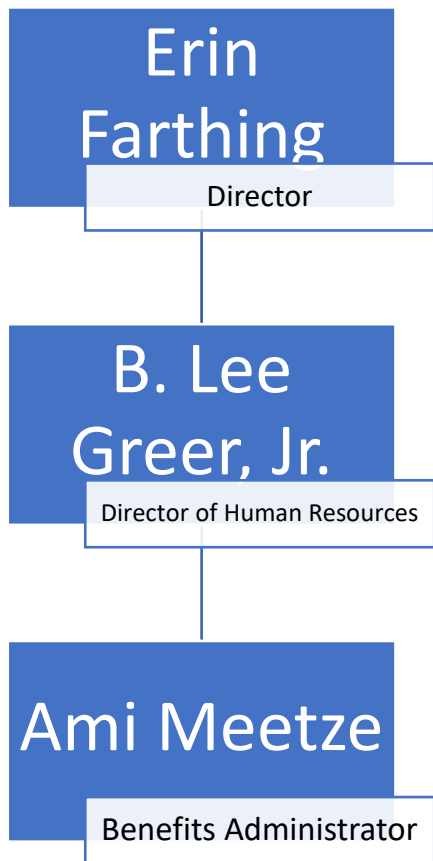 Erin
Farthing
Director
B. Lee
Greer, Jr.
Director of Human Resources
Ami Meetze
Benefits Administrator